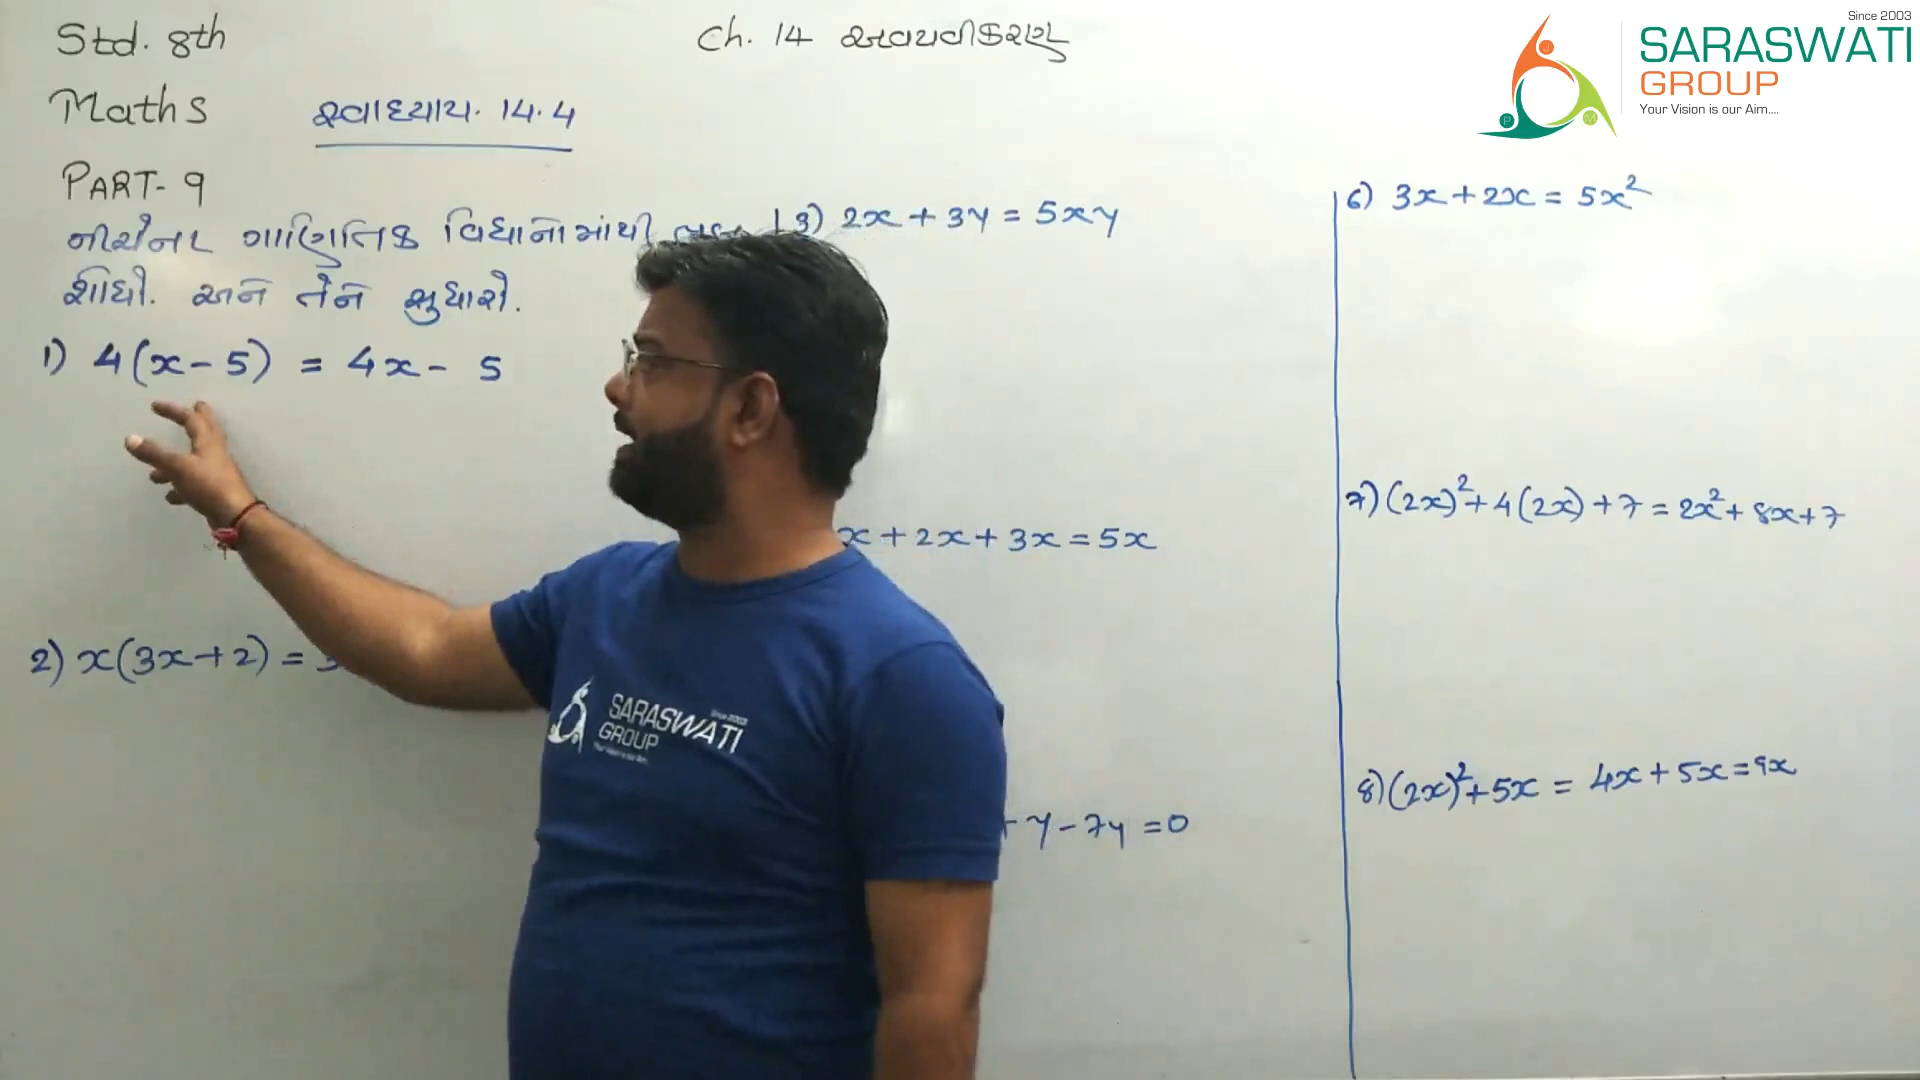 Std. 8th
Ch. 14 અવયવીકરણ
Maths
સ્વાધ્યાય. 14.4
PART- 9
નીચેના ગાણિતિક વિધાનોમાંથી
શોધો. અને તેને સુધારો.
1) 4(x - 5) = 4x - 5
2) x(3x+2) = 3
3) 2x + 3y = 5xy
x + 2x + 3x = 5x
+ y - 7y = 0
6) 3x + 2x = 5x²
7) (2x)² + 4(2x) + 7 = 2x² + 8x + 7
8) (2x)² + 5x = 4x + 5x = 9x
Since 2003
SARASWATI
GROUP
Your Vision is our Aim....
J
P
M
Since 2003
SARASWATI
GROUP